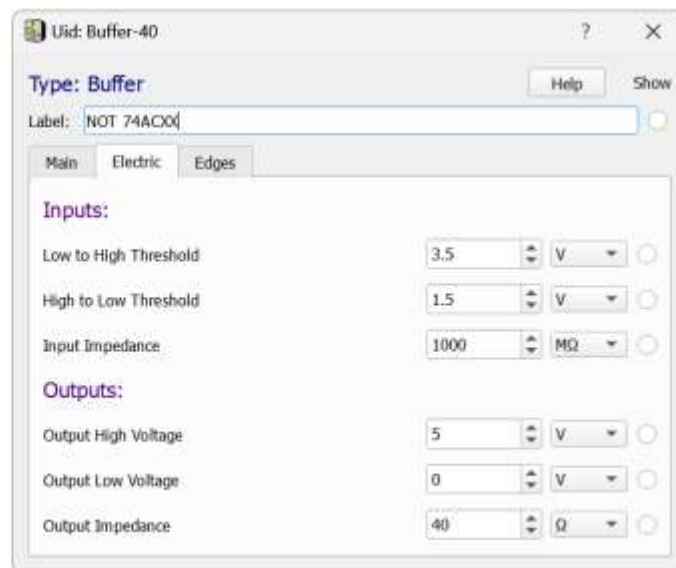 Uid: Buffer-40 ?
Type: Buffer Help Show
Label: NOT 74ACXX
Main Electric Edges
Inputs:
Low to High Threshold 3.5 V
High to Low Threshold 1.5 V
Input Impedance 1000 MΩ
Outputs:
Output High Voltage 5 V
Output Low Voltage 0 V
Output Impedance 40 Ω